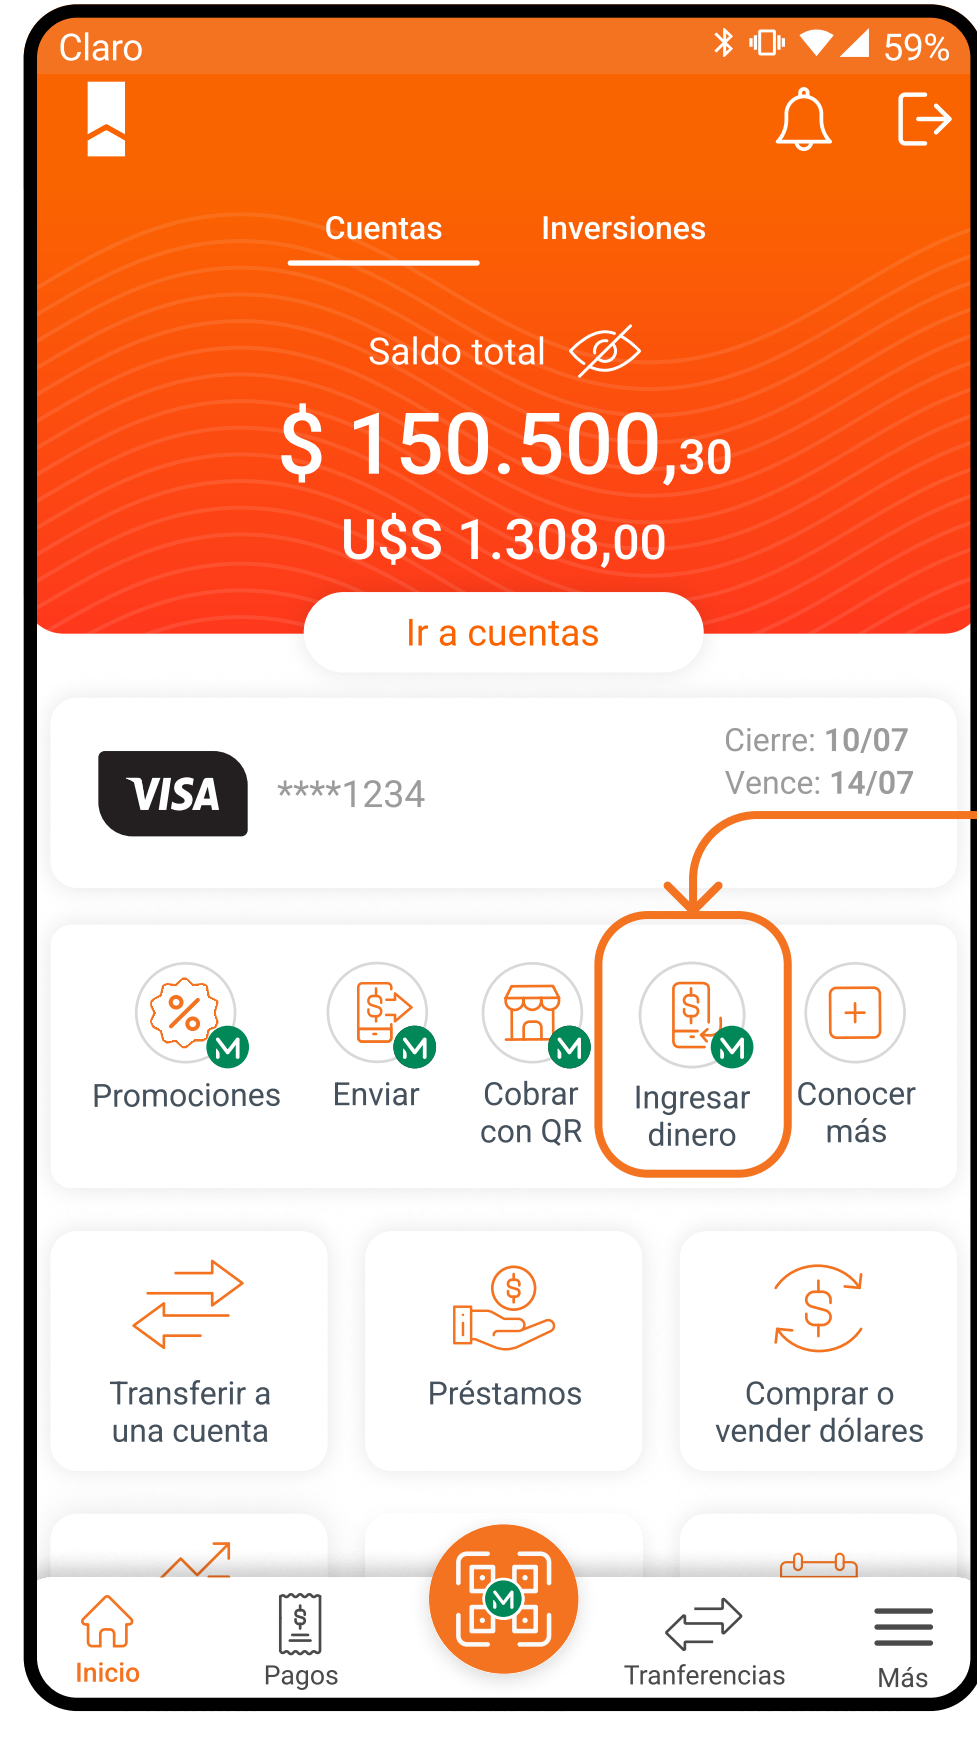 Claro
59%
Cuentas
Inversiones
Saldo total
$ 150.500,30
U$S 1.308,00
Ir a cuentas
VISA
****1234
Cierre: 10/07
Vence: 14/07
Promociones
Enviar
Cobrar
con QR
Ingresar
dinero
Conocer
más
Transferir a
una cuenta
Préstamos
Comprar o
vender dólares
Inicio
Pagos
Tranferencias
Más